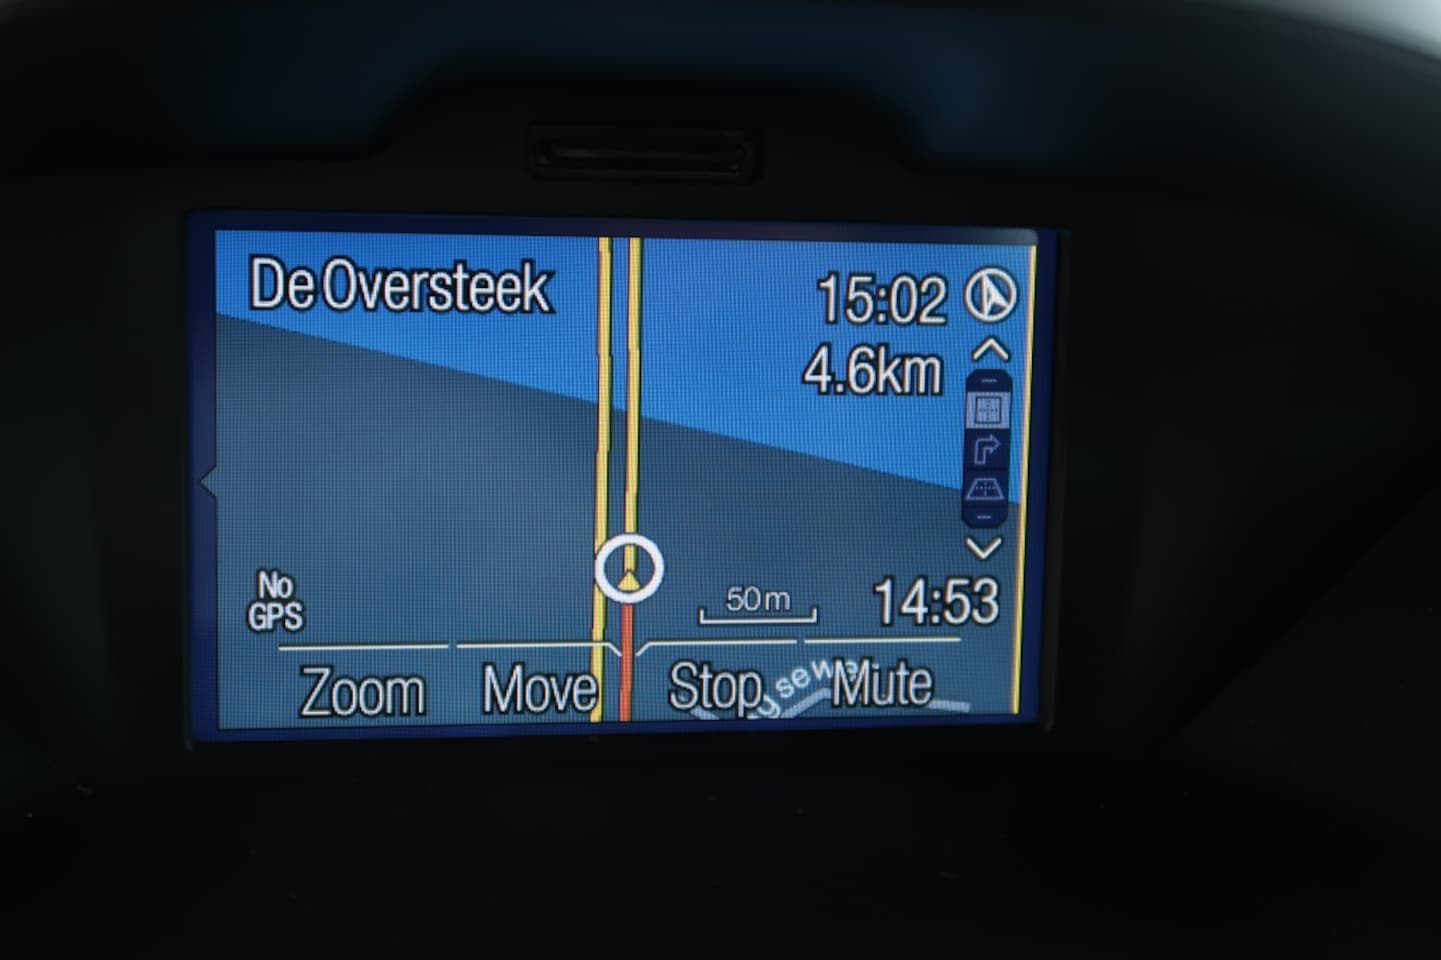 De Oversteek
15:02
4.6km
No
GPS
50m
14:53
Zoom Move Stop Mute